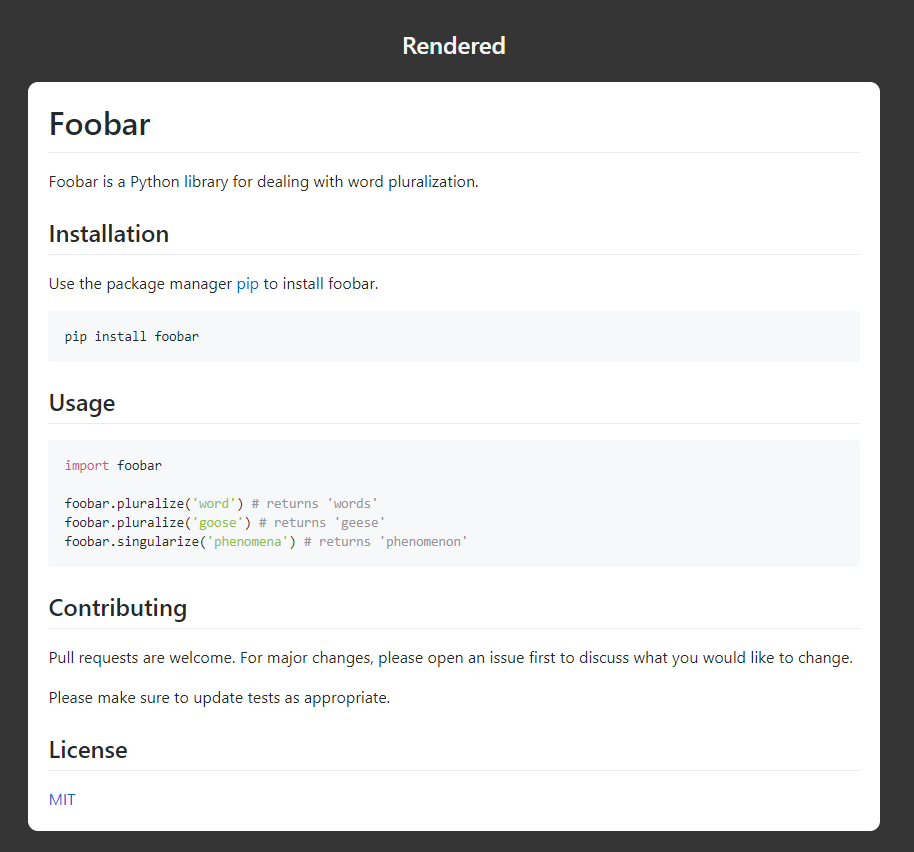 Rendered
Foobar
Foobar is a Python library for dealing with word pluralization.
Installation
Use the package manager pip to install foobar.
pip install foobar
Usage
import foobar
foobar.pluralize('word') # returns 'words'
foobar.pluralize('goose') # returns 'geese'
foobar.singularize('phenomena') # returns 'phenomenon'
Contributing
Pull requests are welcome. For major changes, please open an issue first to discuss what you would like to change.
Please make sure to update tests as appropriate.
License
MIT